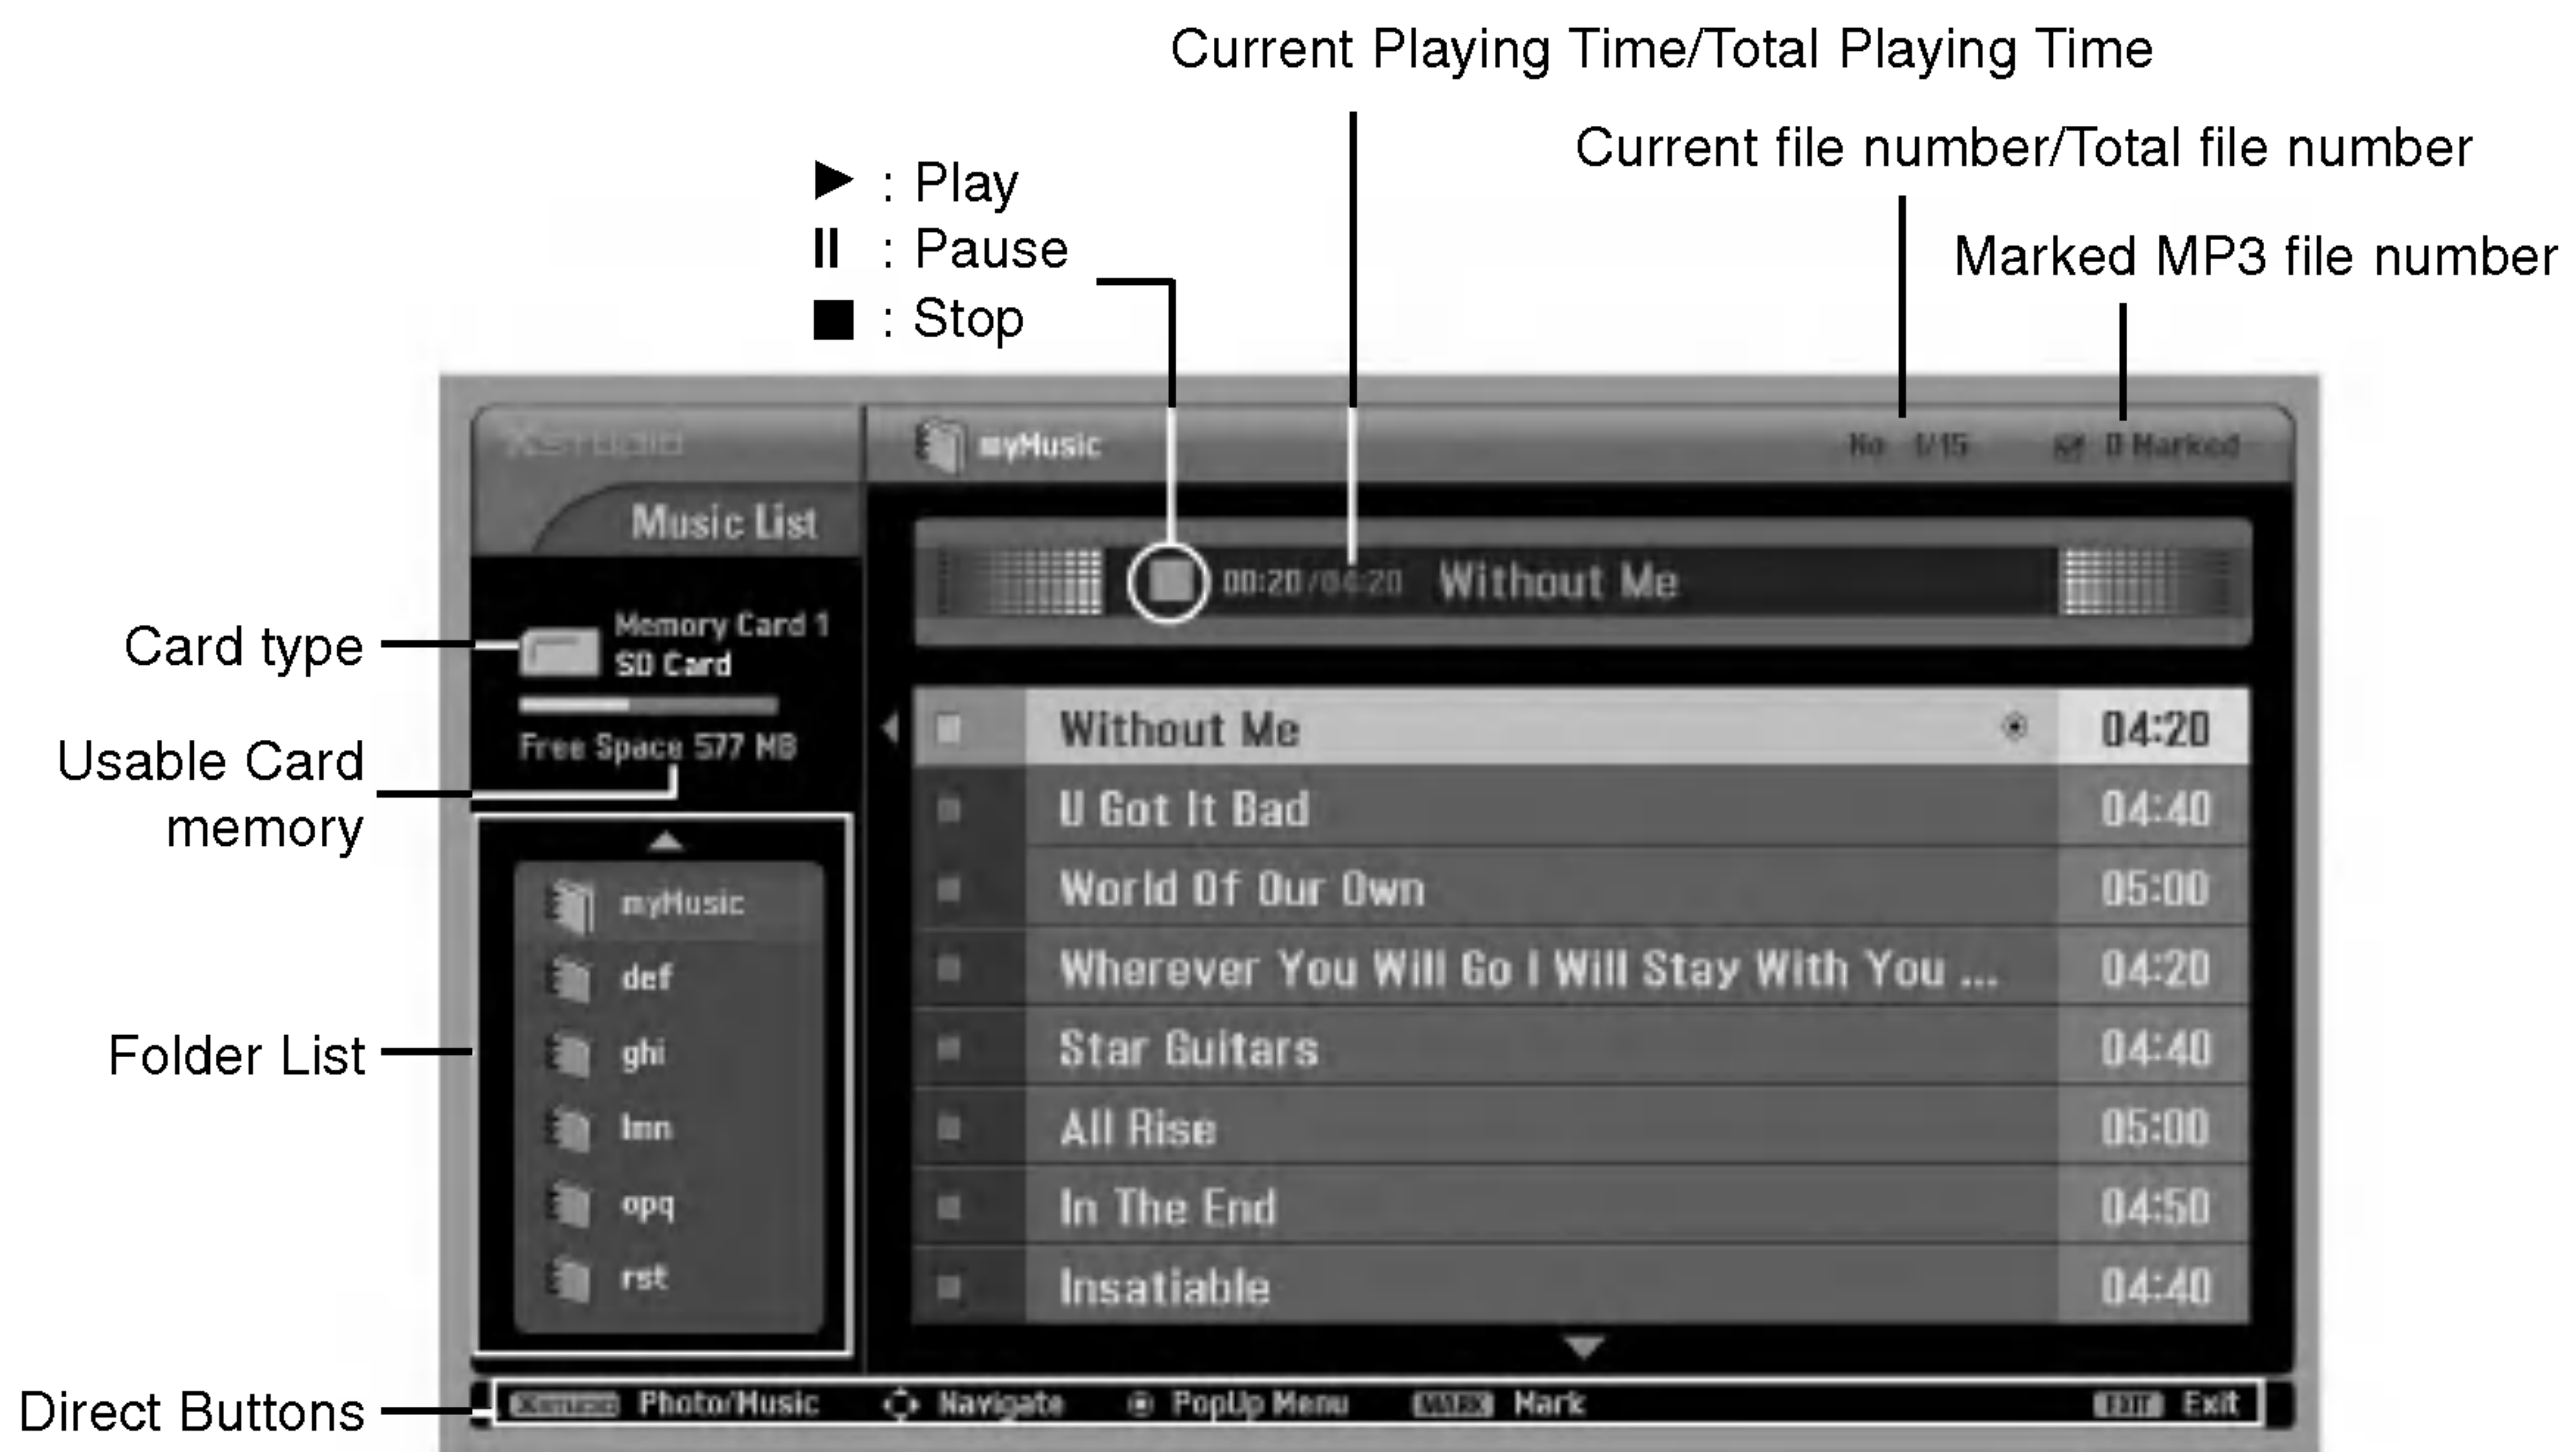 Current Playing Time/Total Playing Time
Current file number/Total file number
▶ : Play
II : Pause
■ : Stop
Marked MP3 file number
XSTUDIO
myMusic
No 1/15
0 Marked
Music List
00:20/04:20 Without Me
Card type
Memory Card 1
SD Card
Free Space 577 MB
Usable Card
memory
Without Me 04:20
U Got It Bad 04:40
World Of Our Own 05:00
Wherever You Will Go I Will Stay With You ... 04:20
Star Guitars 04:40
All Rise 05:00
In The End 04:50
Insatiable 04:40
Folder List
myMusic
def
ghi
lmn
opq
rst
Direct Buttons
XSTUDIO Photo/Music Navigate PopUp Menu MARK Mark EXIT Exit